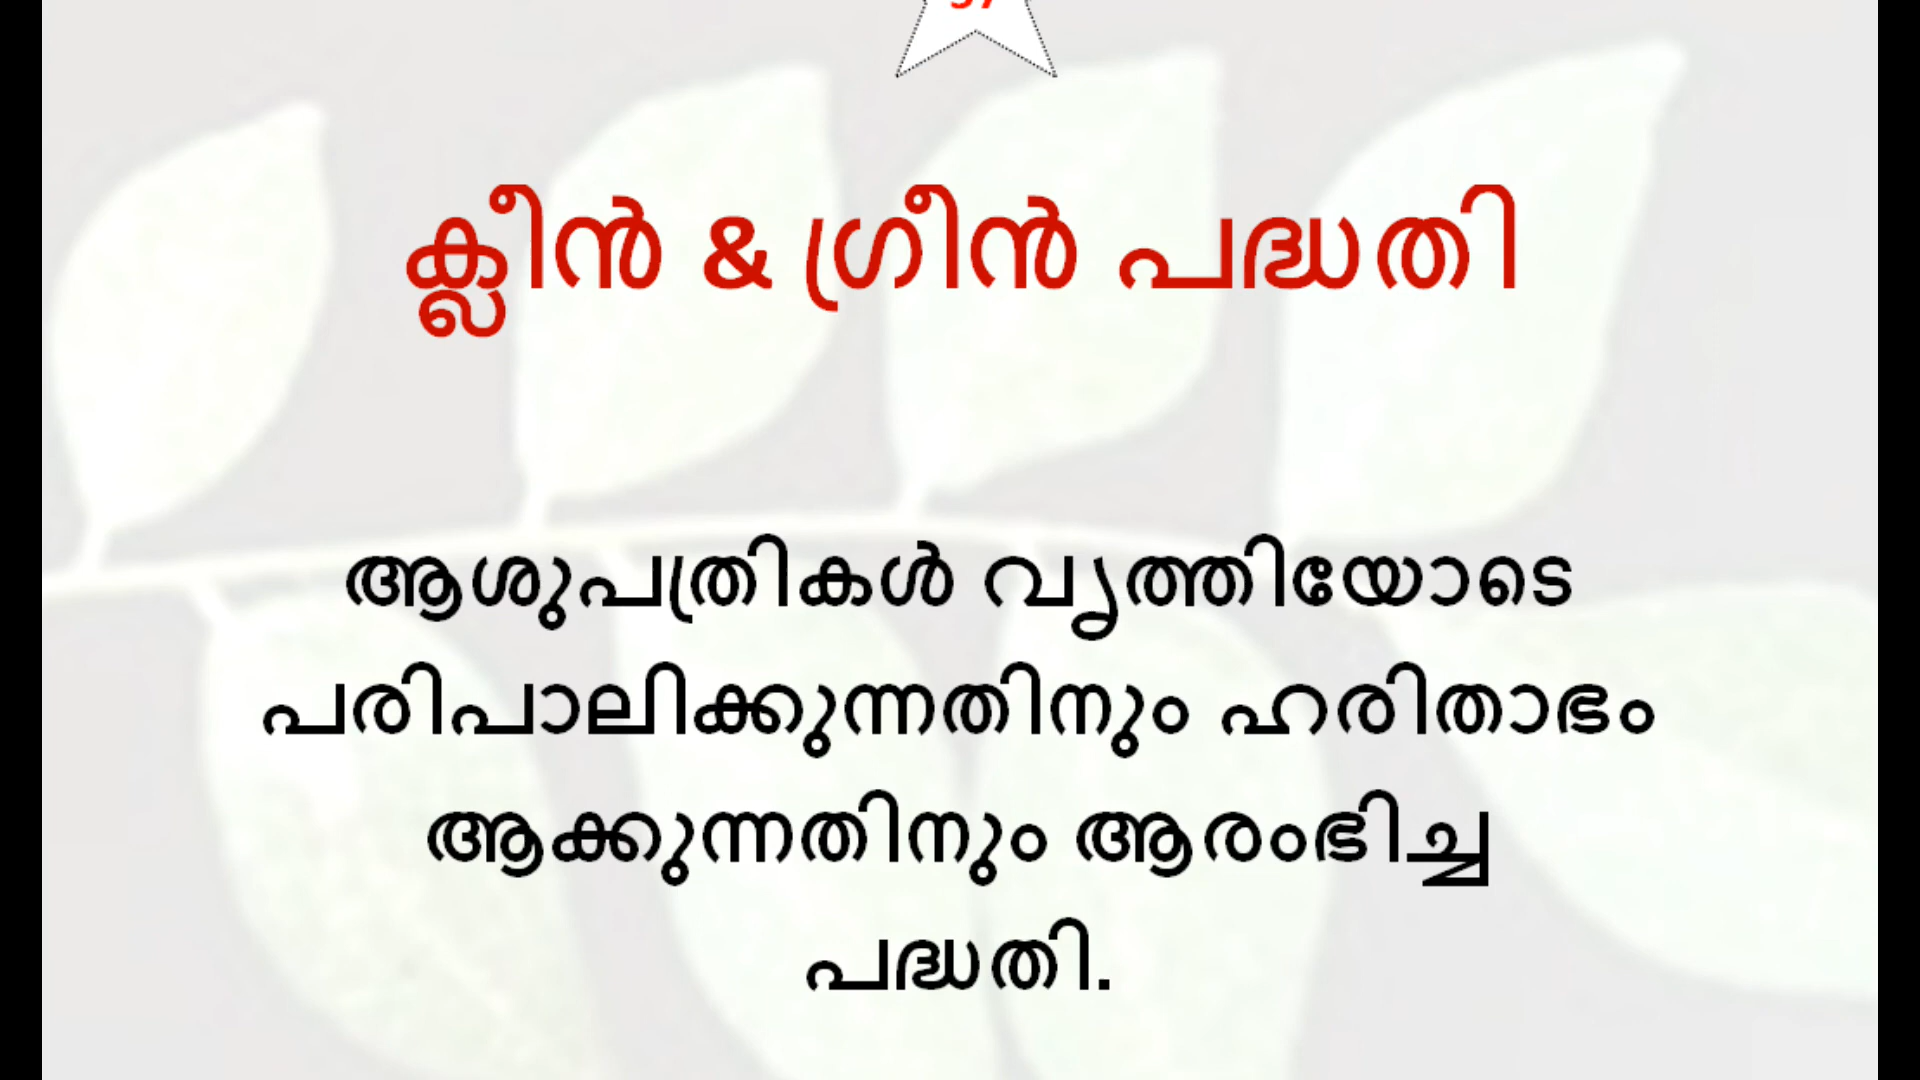 ക്ലീൻ & ഗ്രീൻ പദ്ധതി
ആശുപത്രികൾ വൃത്തിയോടെ
പരിപാലിക്കുന്നതിനും ഹരിതാഭം
ആക്കുന്നതിനും ആരംഭിച്ച
പദ്ധതി.